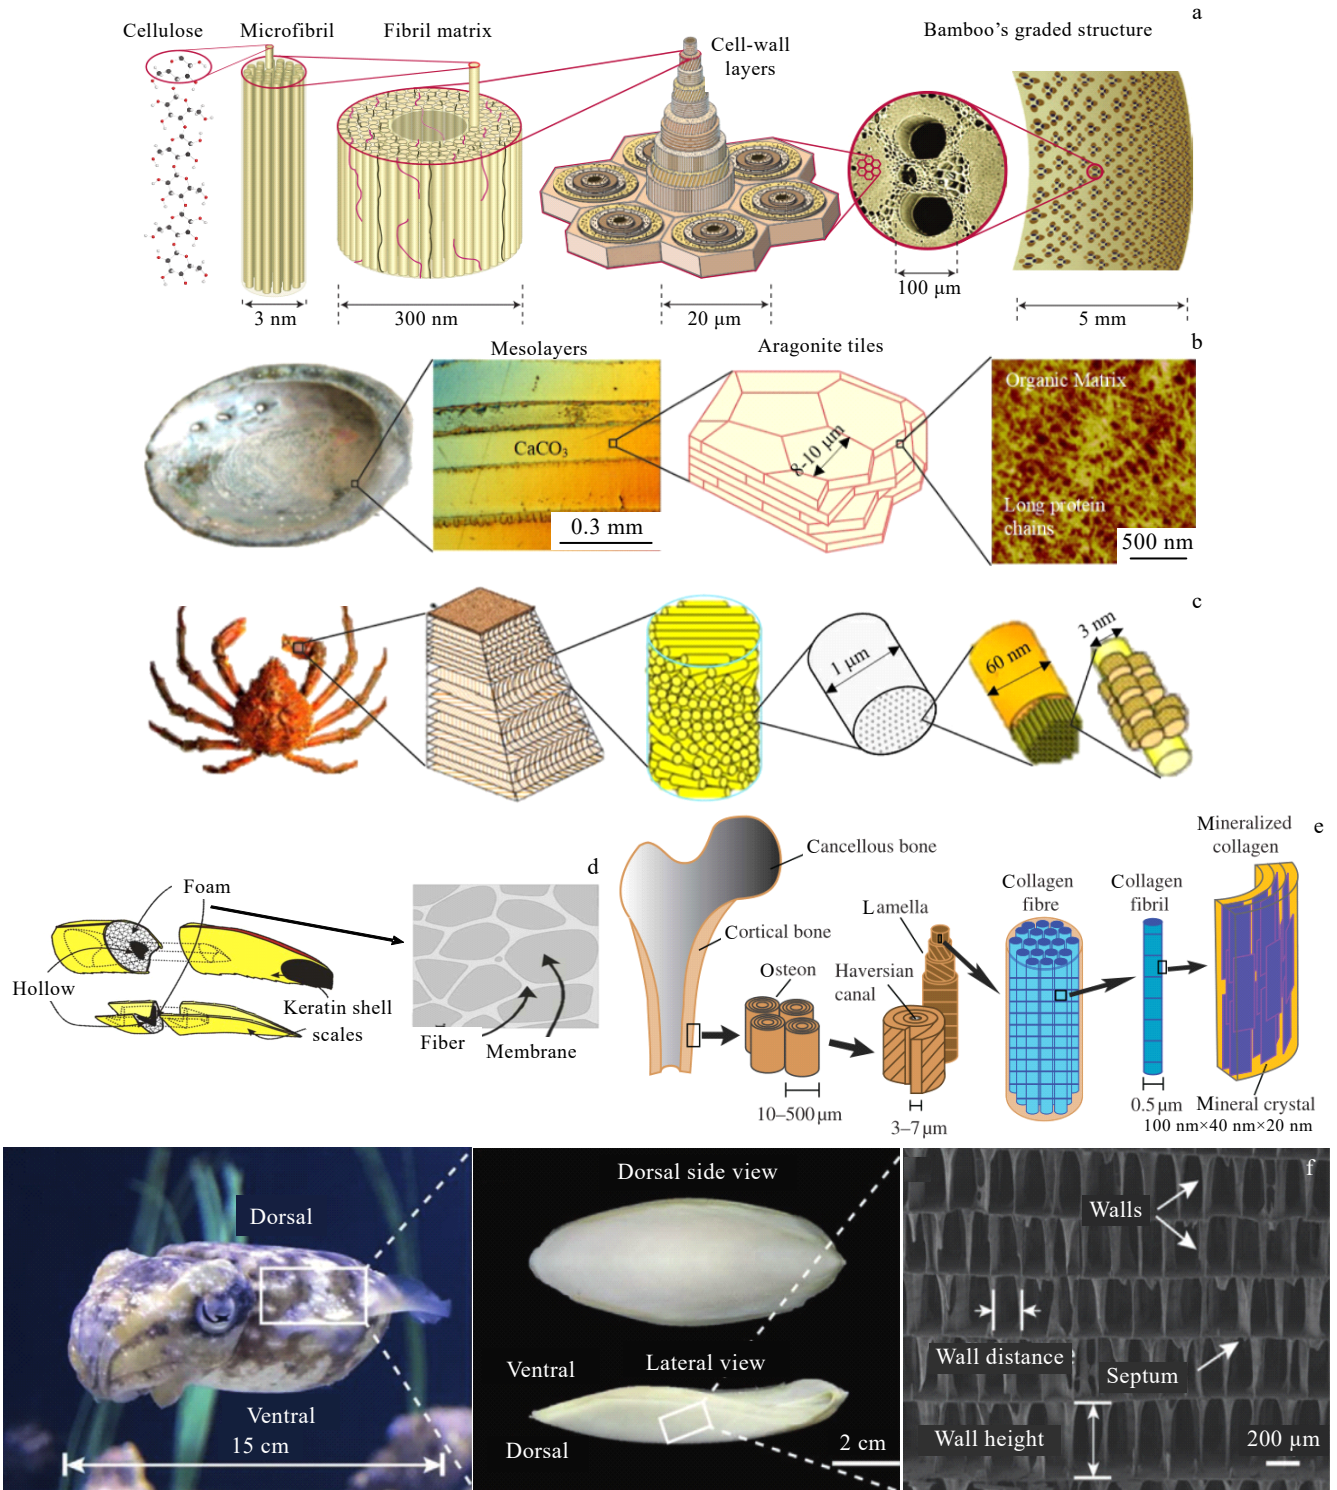 a
Cellulose
Microfibril
Fibril matrix
Cell-wall
layers
Bamboo's graded structure
3 nm
300 nm
20 μm
100 μm
5 mm
b
Mesolayers
Aragonite tiles
CaCO₃
0.3 mm
8-10 μm
Organic Matrix
Long protein
chains
500 nm
c
1 μm
60 nm
3 nm
d
Foam
Hollow
Keratin shell
scales
Fiber
Membrane
e
Cancellous bone
Cortical bone
Osteon
10–500 μm
Lamella
Haversian
canal
3–7 μm
Collagen
fibre
Collagen
fibril
0.5 μm
Mineralized
collagen
Mineral crystal
100 nm×40 nm×20 nm
f
Dorsal
Ventral
15 cm
Dorsal side view
Ventral
Lateral view
Dorsal
2 cm
Walls
Wall distance
Septum
Wall height
200 μm